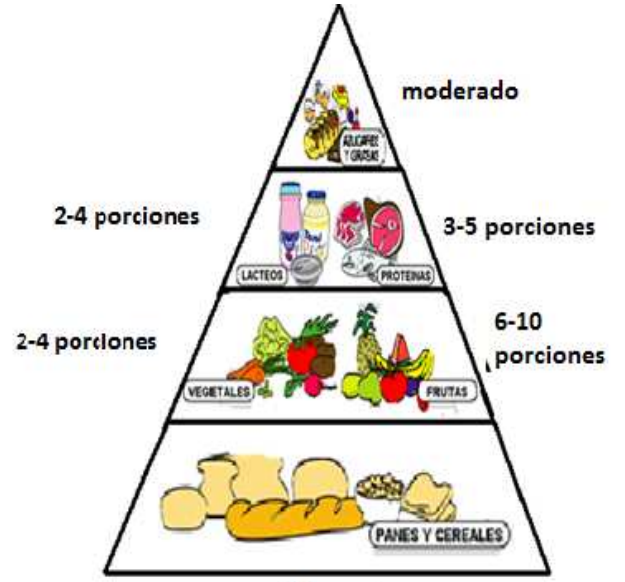 moderado
AZUCARES
Y GRASAS
2-4 porciones
3-5 porciones
LACTEOS
PROTEINAS
2-4 porciones
6-10
porciones
VEGETALES
FRUTAS
PANES Y CEREALES